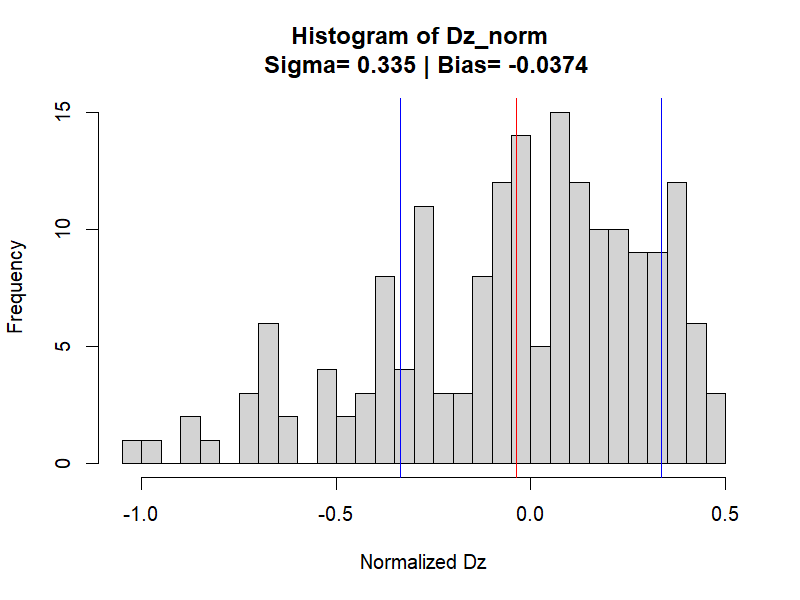 Histogram of Dz_norm
Sigma= 0.335 | Bias= -0.0374
15
10
5
0
Frequency
-1.0 -0.5 0.0 0.5
Normalized Dz